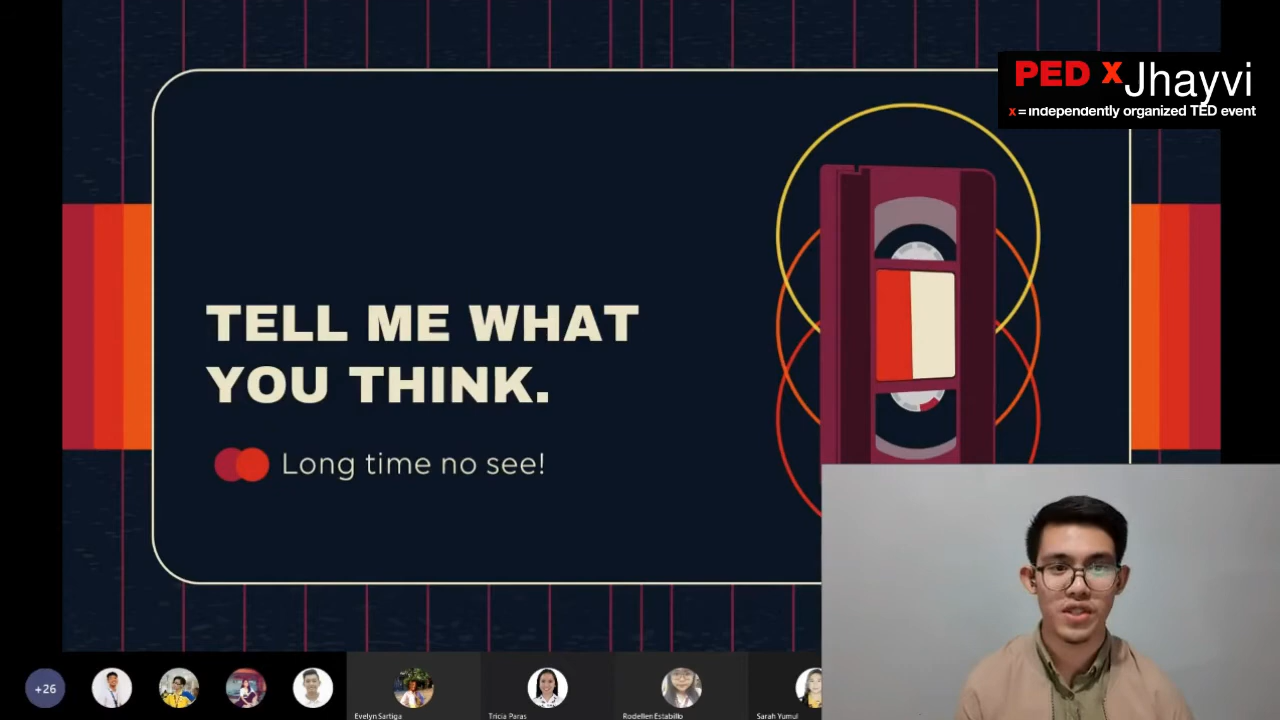 PED x Jhayvi
x = independently organized TED event
TELL ME WHAT
YOU THINK.
Long time no see!
+26
Evelyn Sartiga
Tricia Paras
Rodellen Estabillo
Sarah Yumul